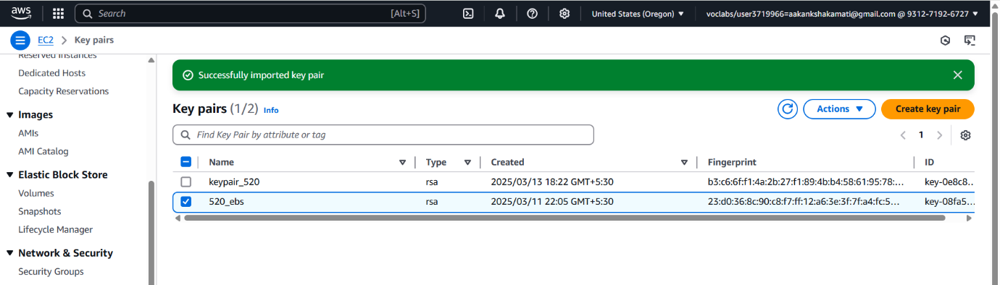 aws Search [Alt+S] United States (Oregon) voclabs/user3719966=aakankshakamati@gmail.com @ 9312-7192-6727
EC2 Key pairs
Reserved Instances
Dedicated Hosts
Capacity Reservations
Images
AMIs
AMI Catalog
Elastic Block Store
Volumes
Snapshots
Lifecycle Manager
Network & Security
Security Groups
Successfully imported key pair
Key pairs (1/2) Info Actions Create key pair
Find Key Pair by attribute or tag 1
Name Type Created Fingerprint ID
keypair_520 rsa 2025/03/13 18:22 GMT+5:30 b3:c6:6f:f1:4a:2b:27:f1:89:4b:b4:58:61:95:78:... key-0e8c8...
520_ebs rsa 2025/03/11 22:05 GMT+5:30 23:d0:36:8c:90:c8:f7:ff:12:a6:3e:3f:7f:a4:fc:5... key-08fa5...